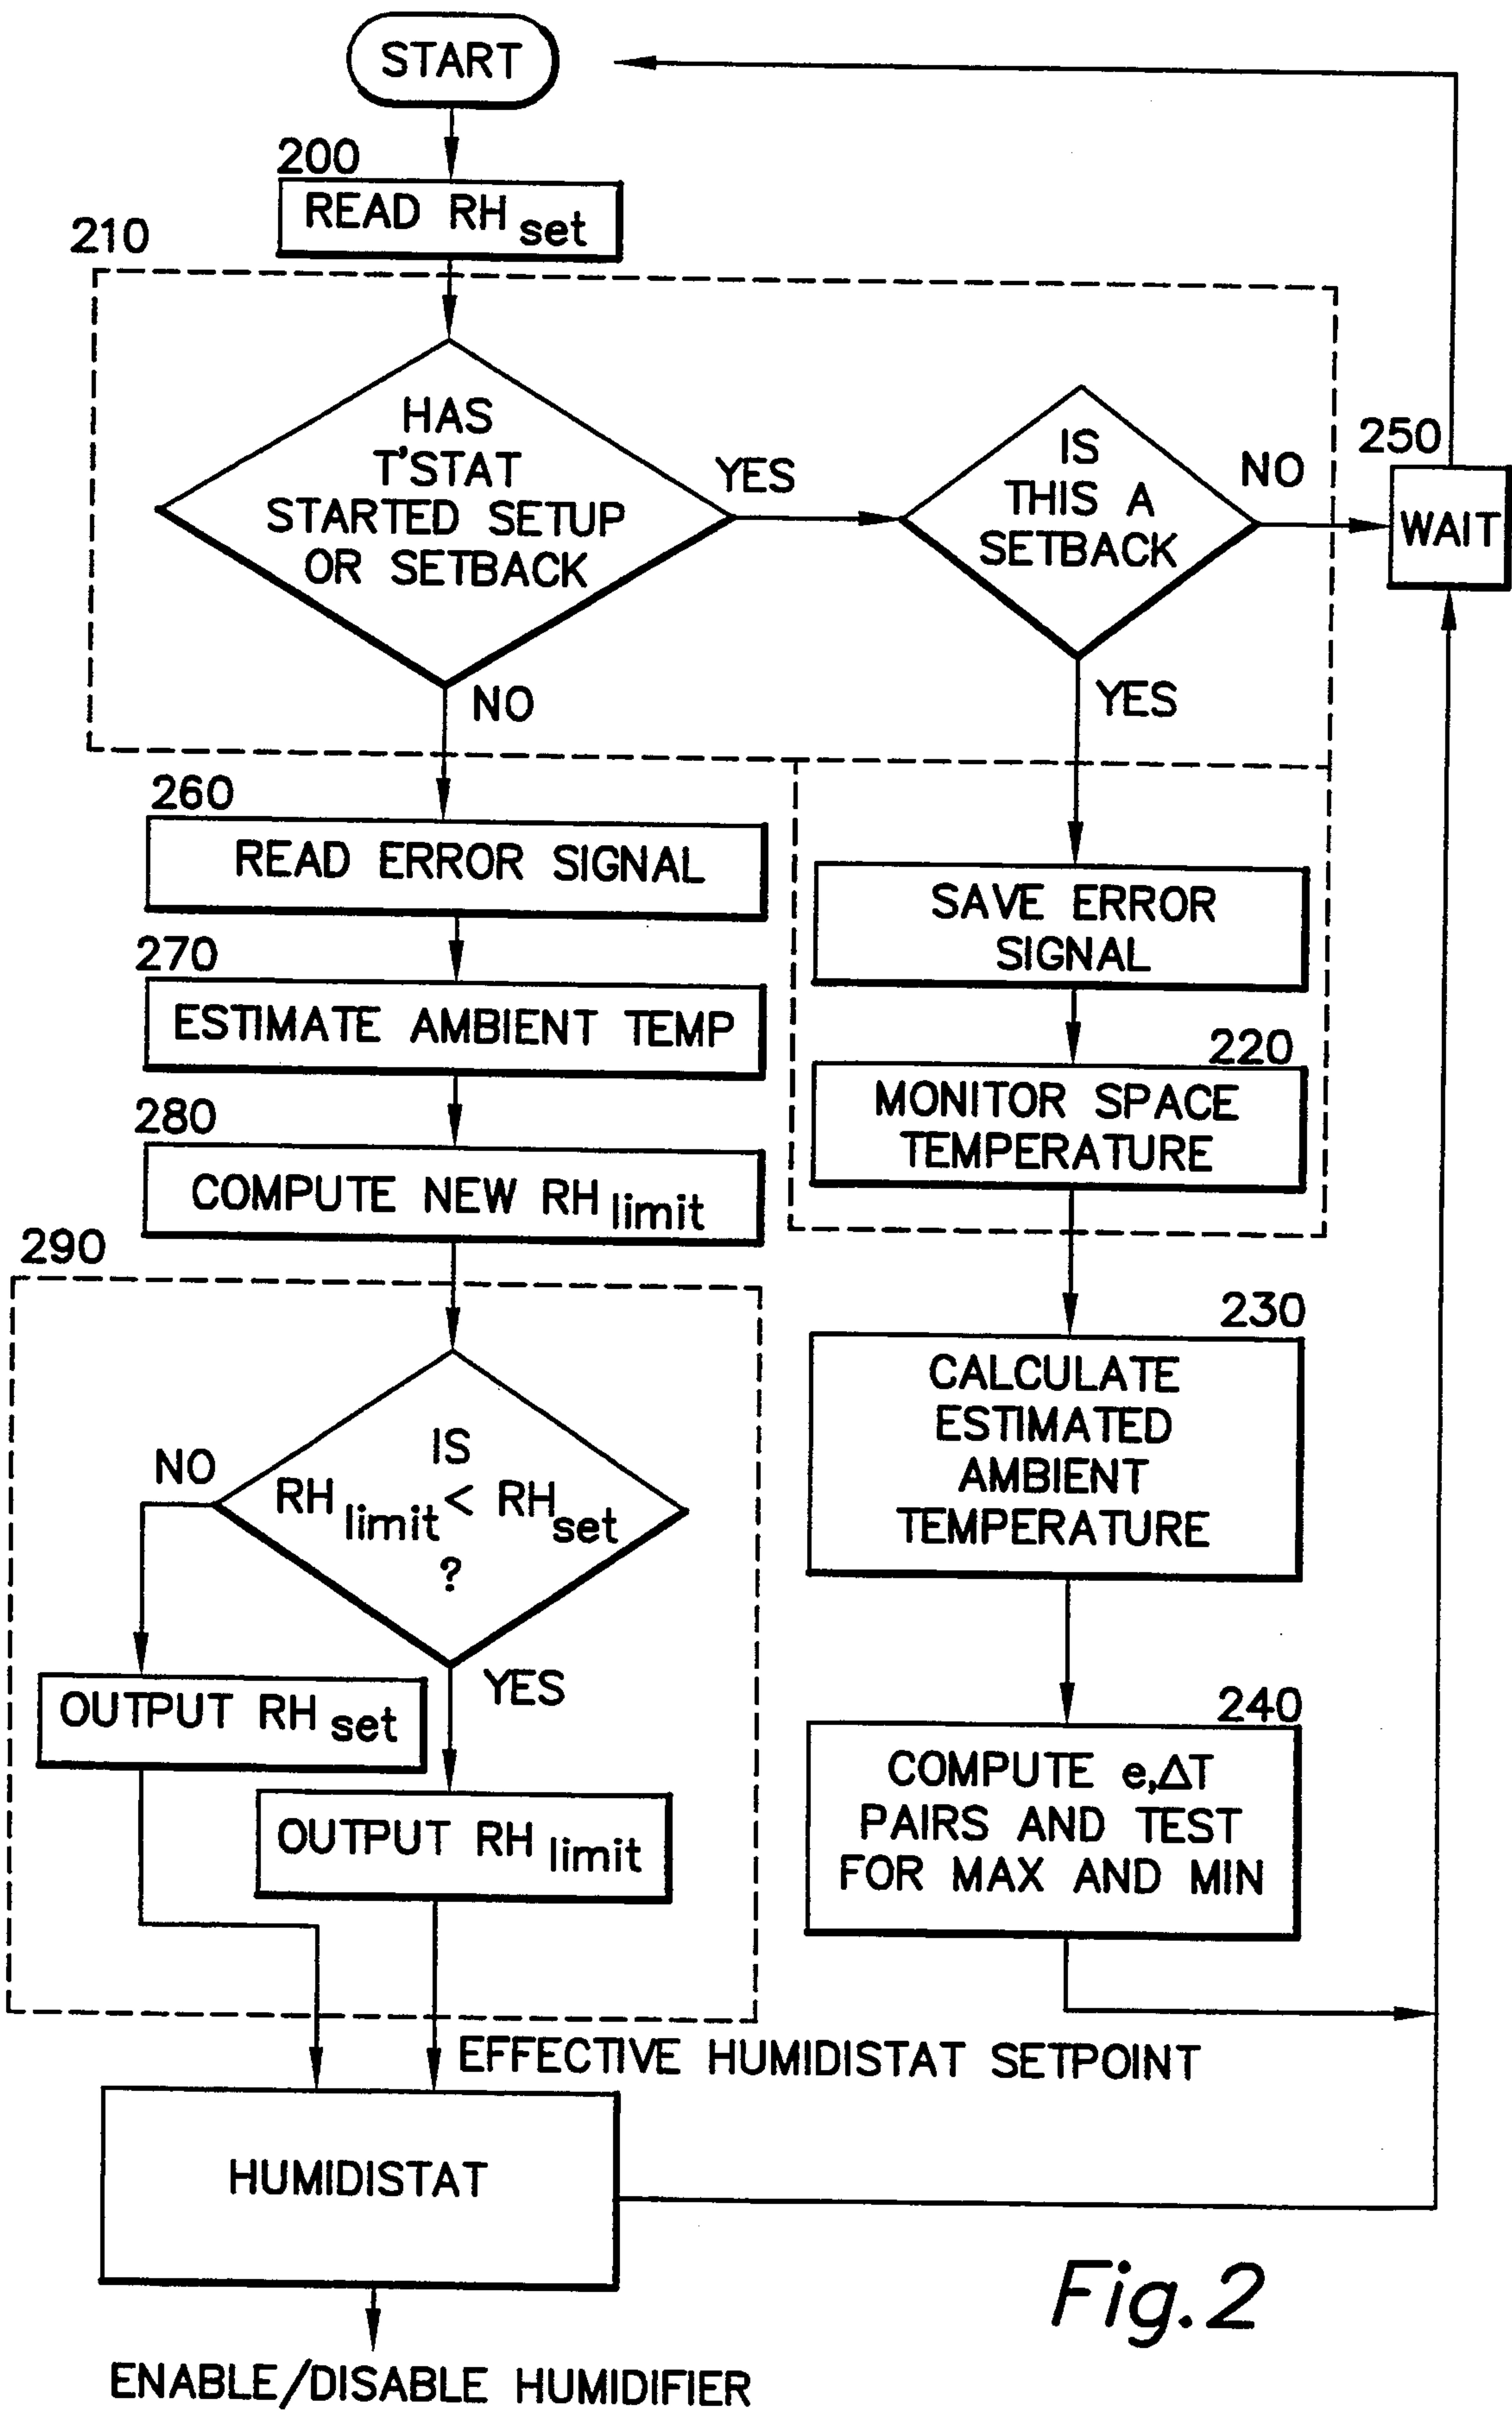 START
200
READ RH set
210
HAS
T'STAT
STARTED SETUP
OR SETBACK
YES
NO
IS
THIS A
SETBACK
NO
YES
250
WAIT
260
READ ERROR SIGNAL
270
ESTIMATE AMBIENT TEMP
280
COMPUTE NEW RH limit
SAVE ERROR
SIGNAL
220
MONITOR SPACE
TEMPERATURE
230
CALCULATE
ESTIMATED
AMBIENT
TEMPERATURE
240
COMPUTE e,ΔT
PAIRS AND TEST
FOR MAX AND MIN
290
IS
RH limit < RH set
?
NO
YES
OUTPUT RH set
OUTPUT RH limit
EFFECTIVE HUMIDISTAT SETPOINT
HUMIDISTAT
ENABLE/DISABLE HUMIDIFIER
Fig.2